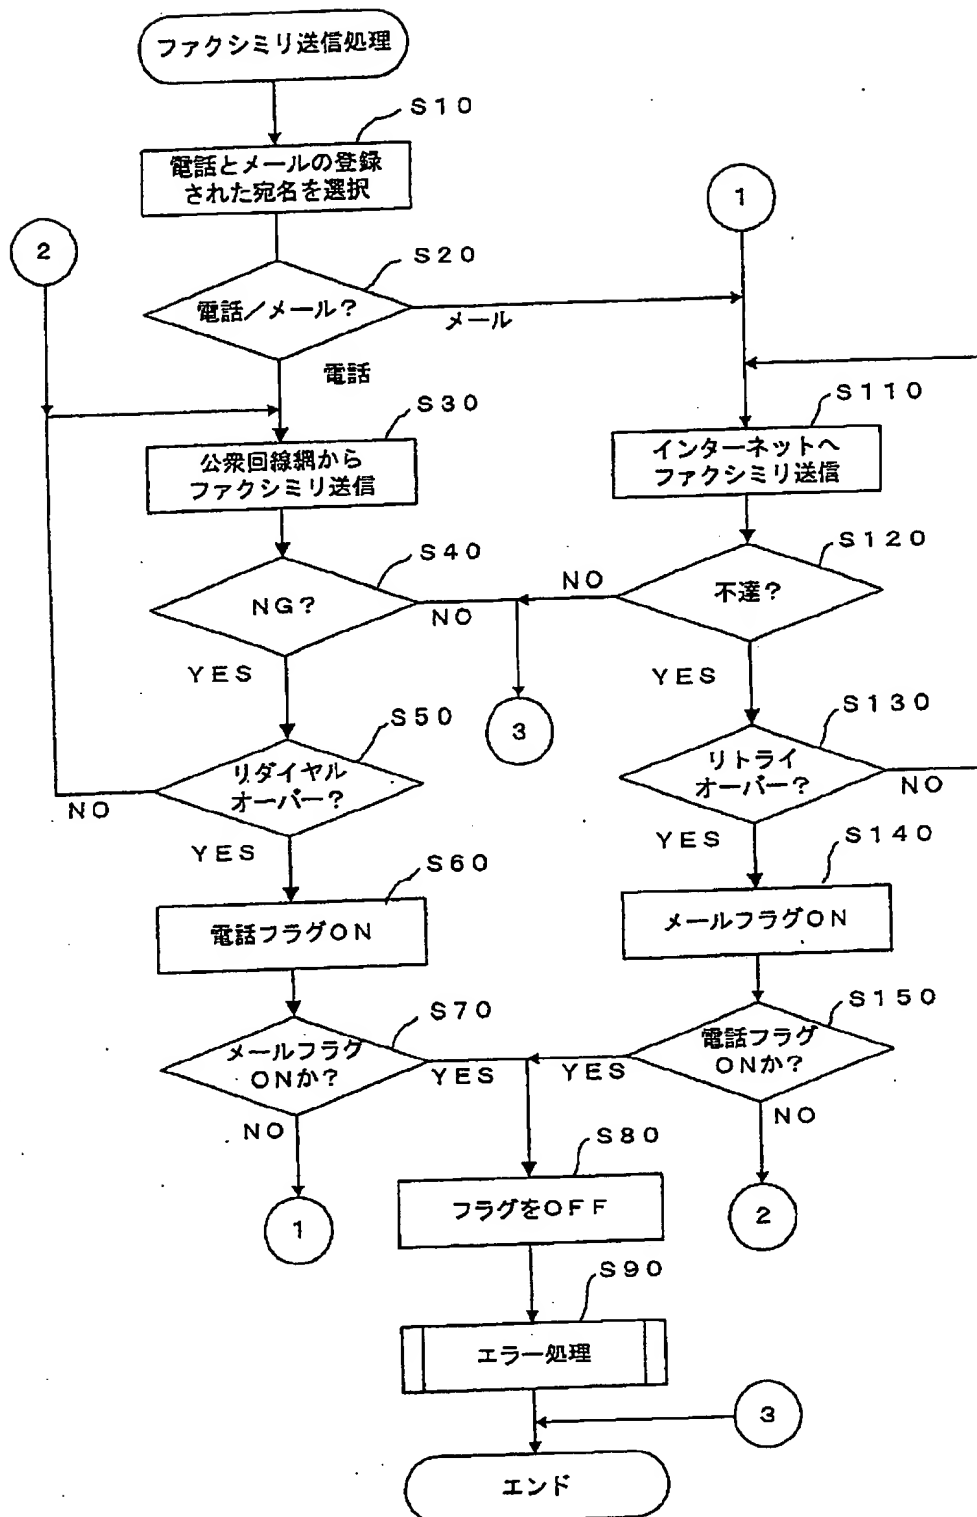 ファクシミリ送信処理
S10
電話とメールの登録
された宛名を選択
1
2
S20
電話／メール？
メール
電話
S30
公衆回線網から
ファクシミリ送信
S110
インターネットへ
ファクシミリ送信
S40
NG？
NO
YES
S120
不達？
NO
YES
3
S50
リダイヤル
オーバー？
NO
YES
S130
リトライ
オーバー？
NO
YES
S60
電話フラグON
S140
メールフラグON
S70
メールフラグ
ONか？
YES
NO
S150
電話フラグ
ONか？
YES
NO
1
2
S80
フラグをOFF
S90
エラー処理
3
エンド